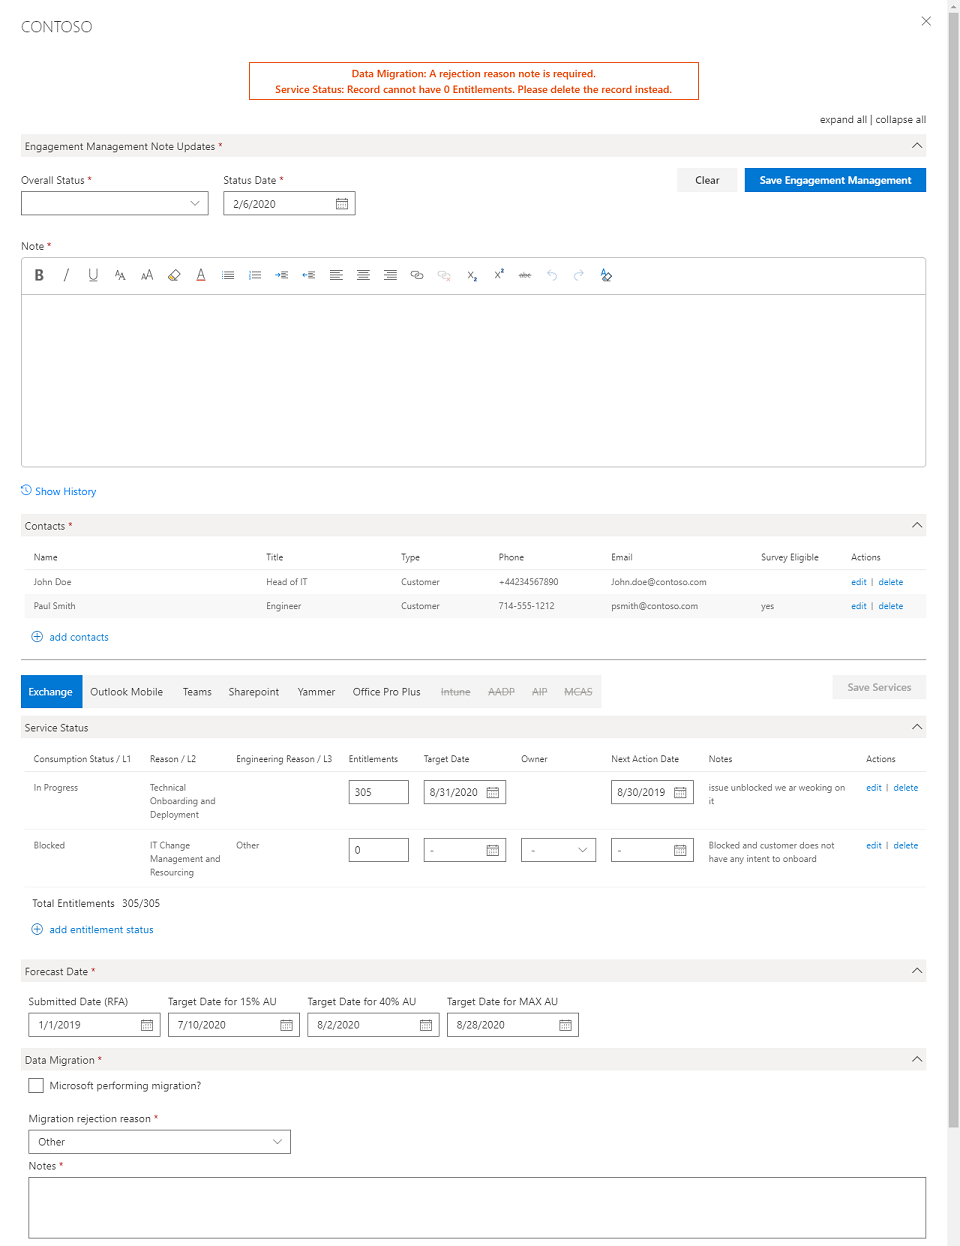 CONTOSO
Data Migration: A rejection reason note is required.
Service Status: Record cannot have 0 Entitlements. Please delete the record instead.
expand all | collapse all
Engagement Management Note Updates *
Overall Status *
Status Date *
Clear
Save Engagement Management
2/6/2020
Note *
B I U AA AA A X₂ X² abc A
Show History
Contacts *
Name Title Type Phone Email Survey Eligible Actions
John Doe Head of IT Customer +44234567890 John.doe@contoso.com edit | delete
Paul Smith Engineer Customer 714-555-1212 psmith@contoso.com yes edit | delete
add contacts
Exchange Outlook Mobile Teams Sharepoint Yammer Office Pro Plus Intune AADP AIP MCAS Save Services
Service Status
Consumption Status / L1 Reason / L2 Engineering Reason / L3 Entitlements Target Date Owner Next Action Date Notes Actions
In Progress Technical 305 8/31/2020 8/30/2019 issue unblocked we ar weoking on edit | delete
Onboarding and it
Deployment
Blocked IT Change Other 0 - - - Blocked and customer does not edit | delete
Management and have any intent to onboard
Resourcing
Total Entitlements 305/305
add entitlement status
Forecast Date *
Submitted Date (RFA) Target Date for 15% AU Target Date for 40% AU Target Date for MAX AU
1/1/2019 7/10/2020 8/2/2020 8/28/2020
Data Migration *
Microsoft performing migration?
Migration rejection reason *
Other
Notes *